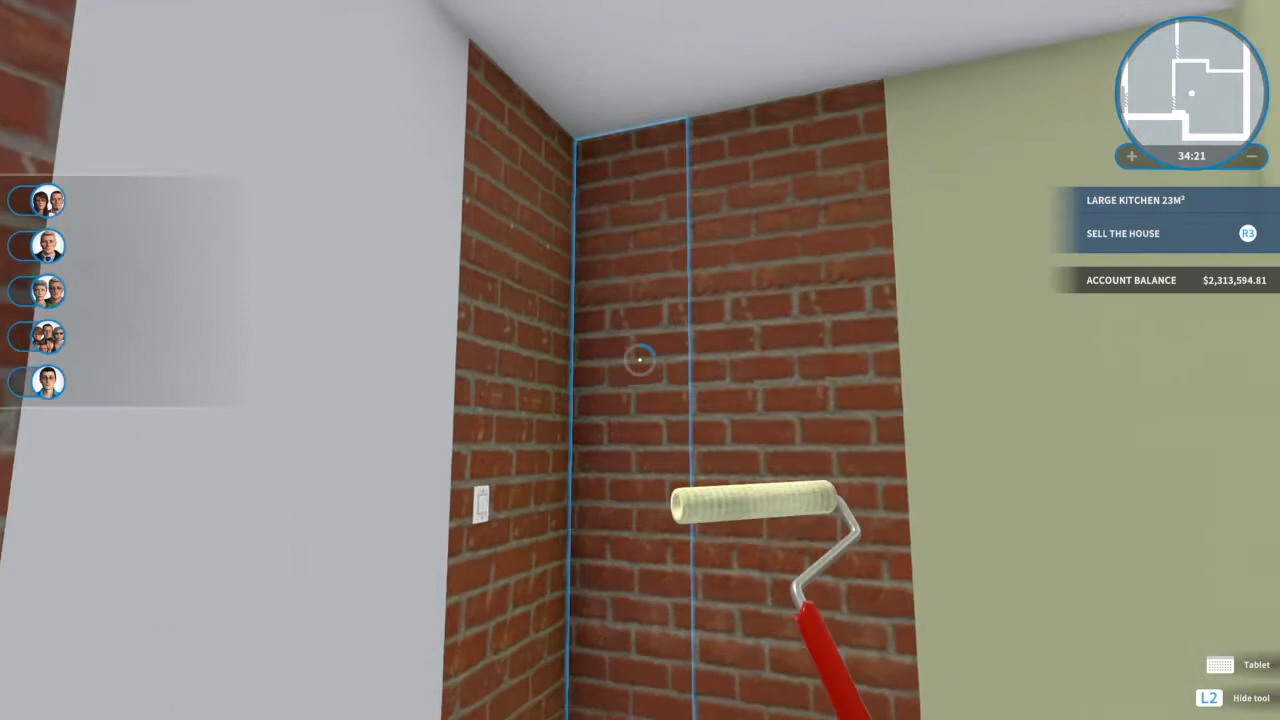 34:21
LARGE KITCHEN 23M²
SELL THE HOUSE R3
ACCOUNT BALANCE $2,313,594.81
Tablet
L2 Hide tool